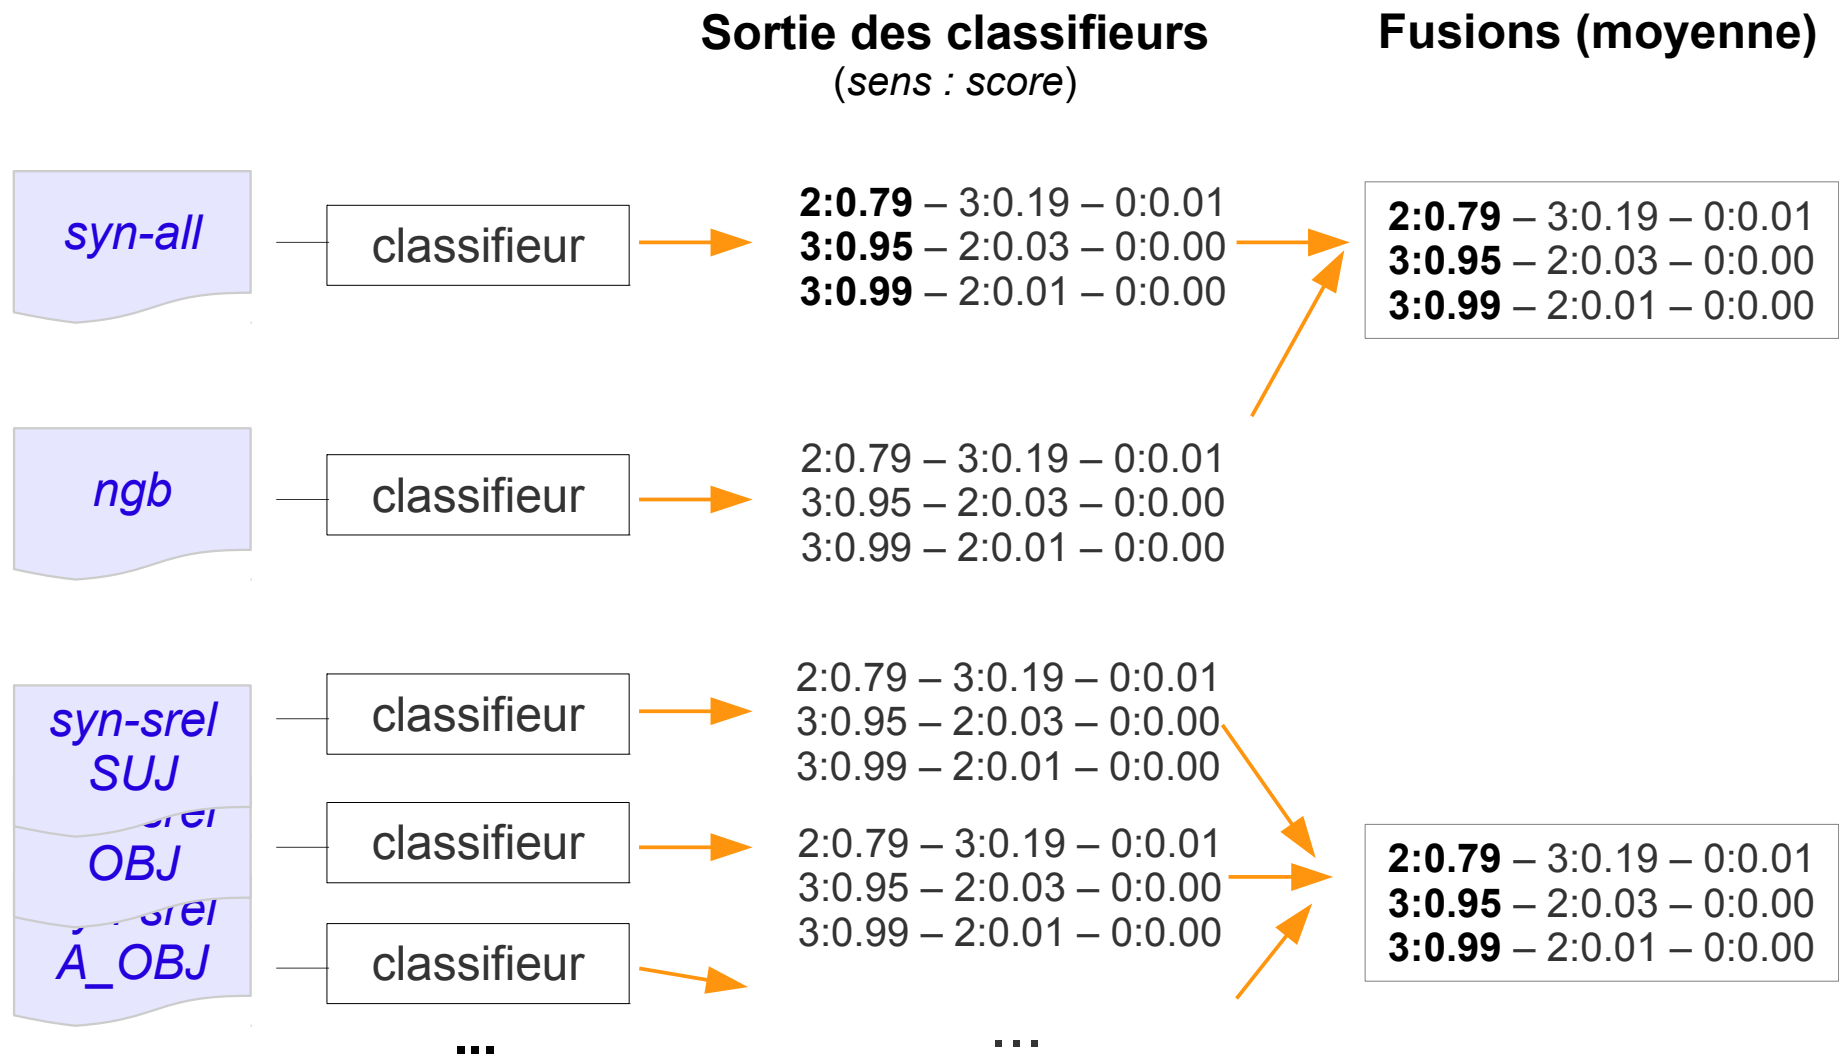 Sortie des classifieurs
(sens : score)
Fusions (moyenne)
syn-all
classifieur
2:0.79 – 3:0.19 – 0:0.01
3:0.95 – 2:0.03 – 0:0.00
3:0.99 – 2:0.01 – 0:0.00
2:0.79 – 3:0.19 – 0:0.01
3:0.95 – 2:0.03 – 0:0.00
3:0.99 – 2:0.01 – 0:0.00
ngb
classifieur
2:0.79 – 3:0.19 – 0:0.01
3:0.95 – 2:0.03 – 0:0.00
3:0.99 – 2:0.01 – 0:0.00
syn-srel
SUJ
classifieur
2:0.79 – 3:0.19 – 0:0.01
3:0.95 – 2:0.03 – 0:0.00
3:0.99 – 2:0.01 – 0:0.00
syn-srel
OBJ
classifieur
2:0.79 – 3:0.19 – 0:0.01
3:0.95 – 2:0.03 – 0:0.00
3:0.99 – 2:0.01 – 0:0.00
syn-srel
A_OBJ
classifieur
2:0.79 – 3:0.19 – 0:0.01
3:0.95 – 2:0.03 – 0:0.00
3:0.99 – 2:0.01 – 0:0.00
...
...